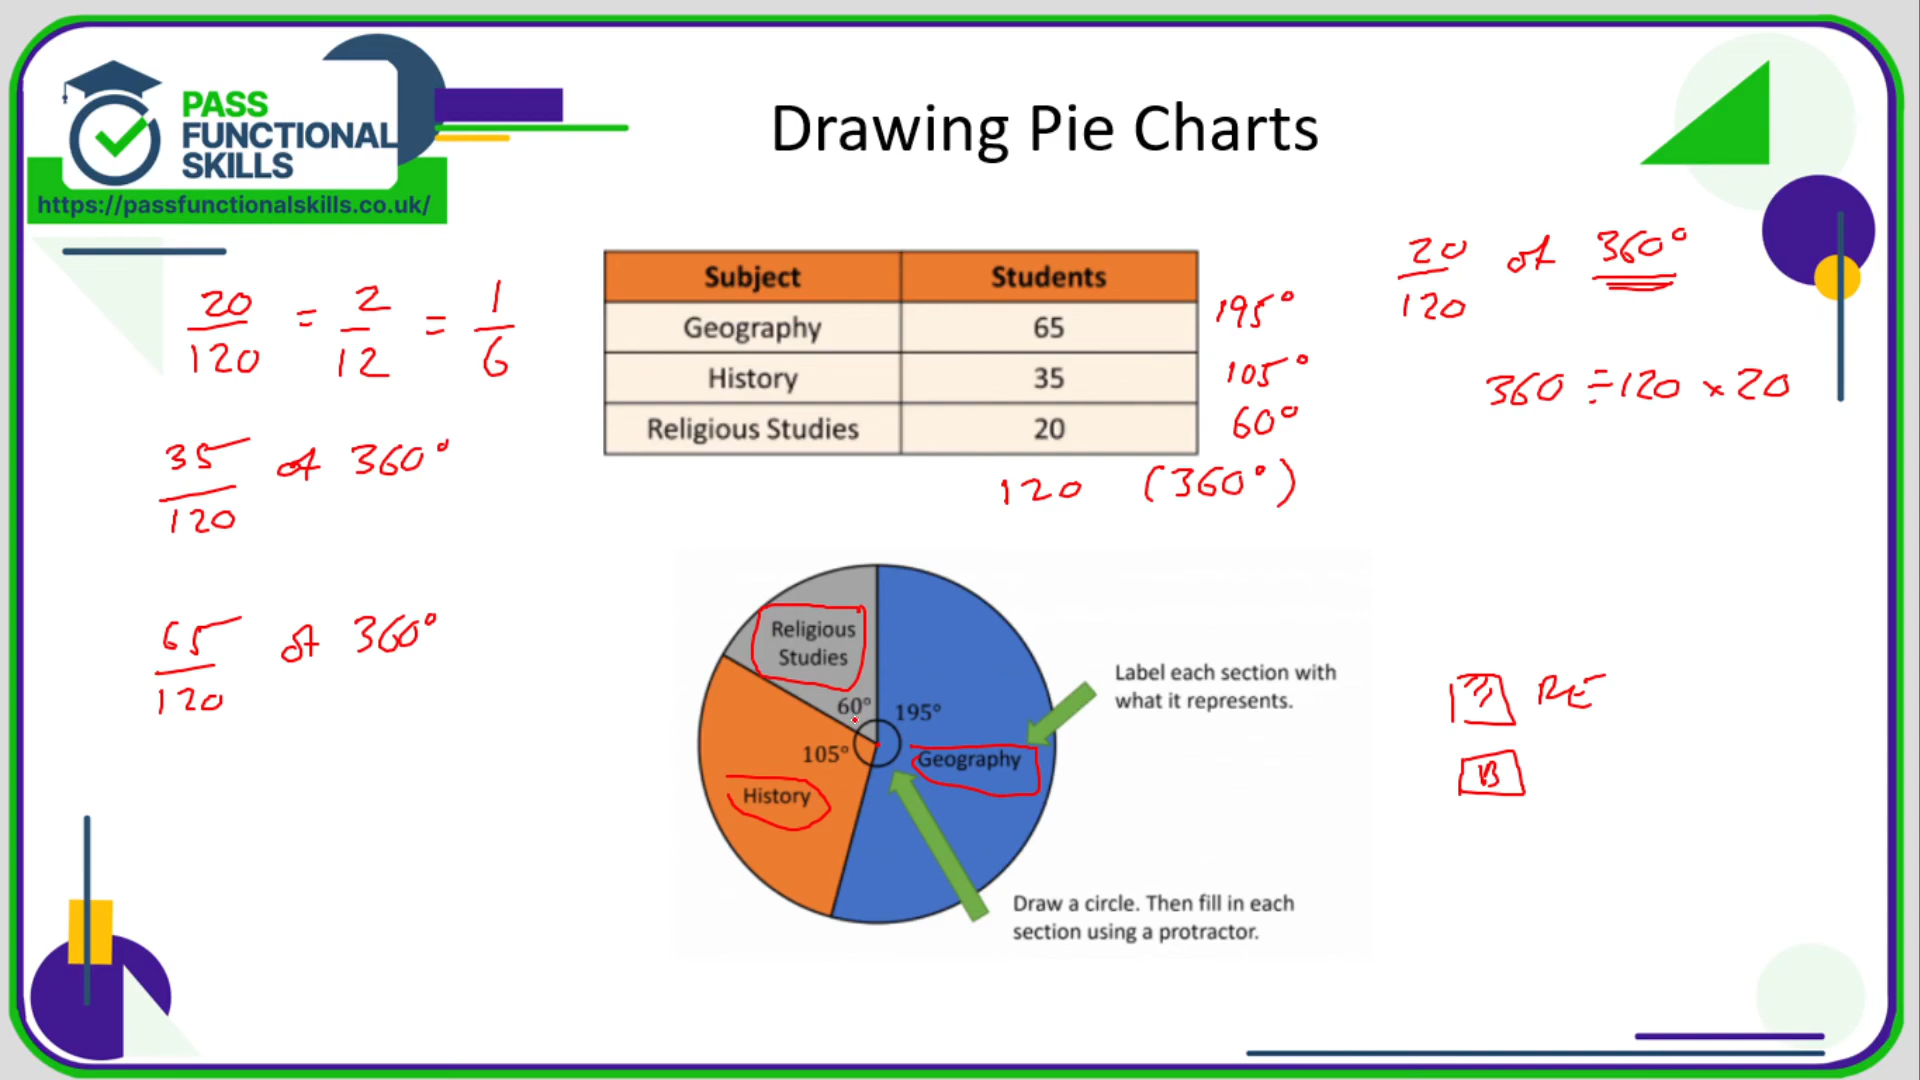 PASS
FUNCTIONAL
SKILLS
https://passfunctionalskills.co.uk/
Drawing Pie Charts
20/120 = 2/12 = 1/6
35/120 of 360°
65/120 of 360°
Subject Students
Geography 65 195°
History 35 105°
Religious Studies 20 60°
120 (360°)
20/120 of 360°
360 ÷ 120 × 20
Religious
Studies
60°
195°
105°
Geography
History
Label each section with
what it represents.
Draw a circle. Then fill in each
section using a protractor.
RE
B